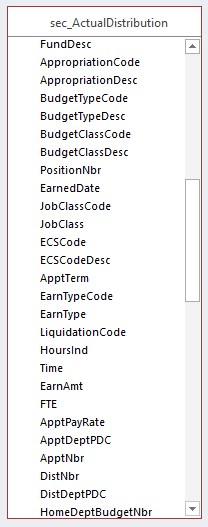 sec_ActualDistribution
FundDesc
AppropriationCode
AppropriationDesc
BudgetTypeCode
BudgetTypeDesc
BudgetClassCode
BudgetClassDesc
PositionNbr
EarnedDate
JobClassCode
JobClass
ECSCode
ECSCodeDesc
ApptTerm
EarnTypeCode
EarnType
LiquidationCode
HoursInd
Time
EarnAmt
FTE
ApptPayRate
ApptDeptPDC
ApptNbr
DistNbr
DistDeptPDC
HomeDeptBudgetNbr